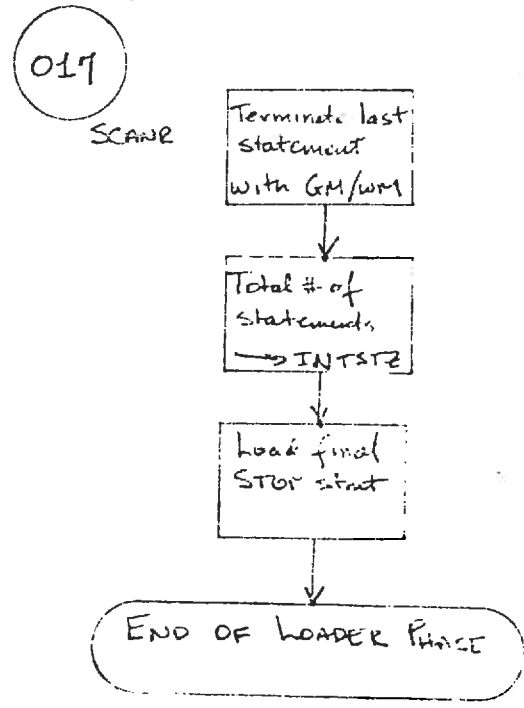 017
SCANR
Terminate last
statement
with GM/WM
Total # of
statements
→ INTSTZ
Load final
STOP stmt
END OF LOADER PHASE